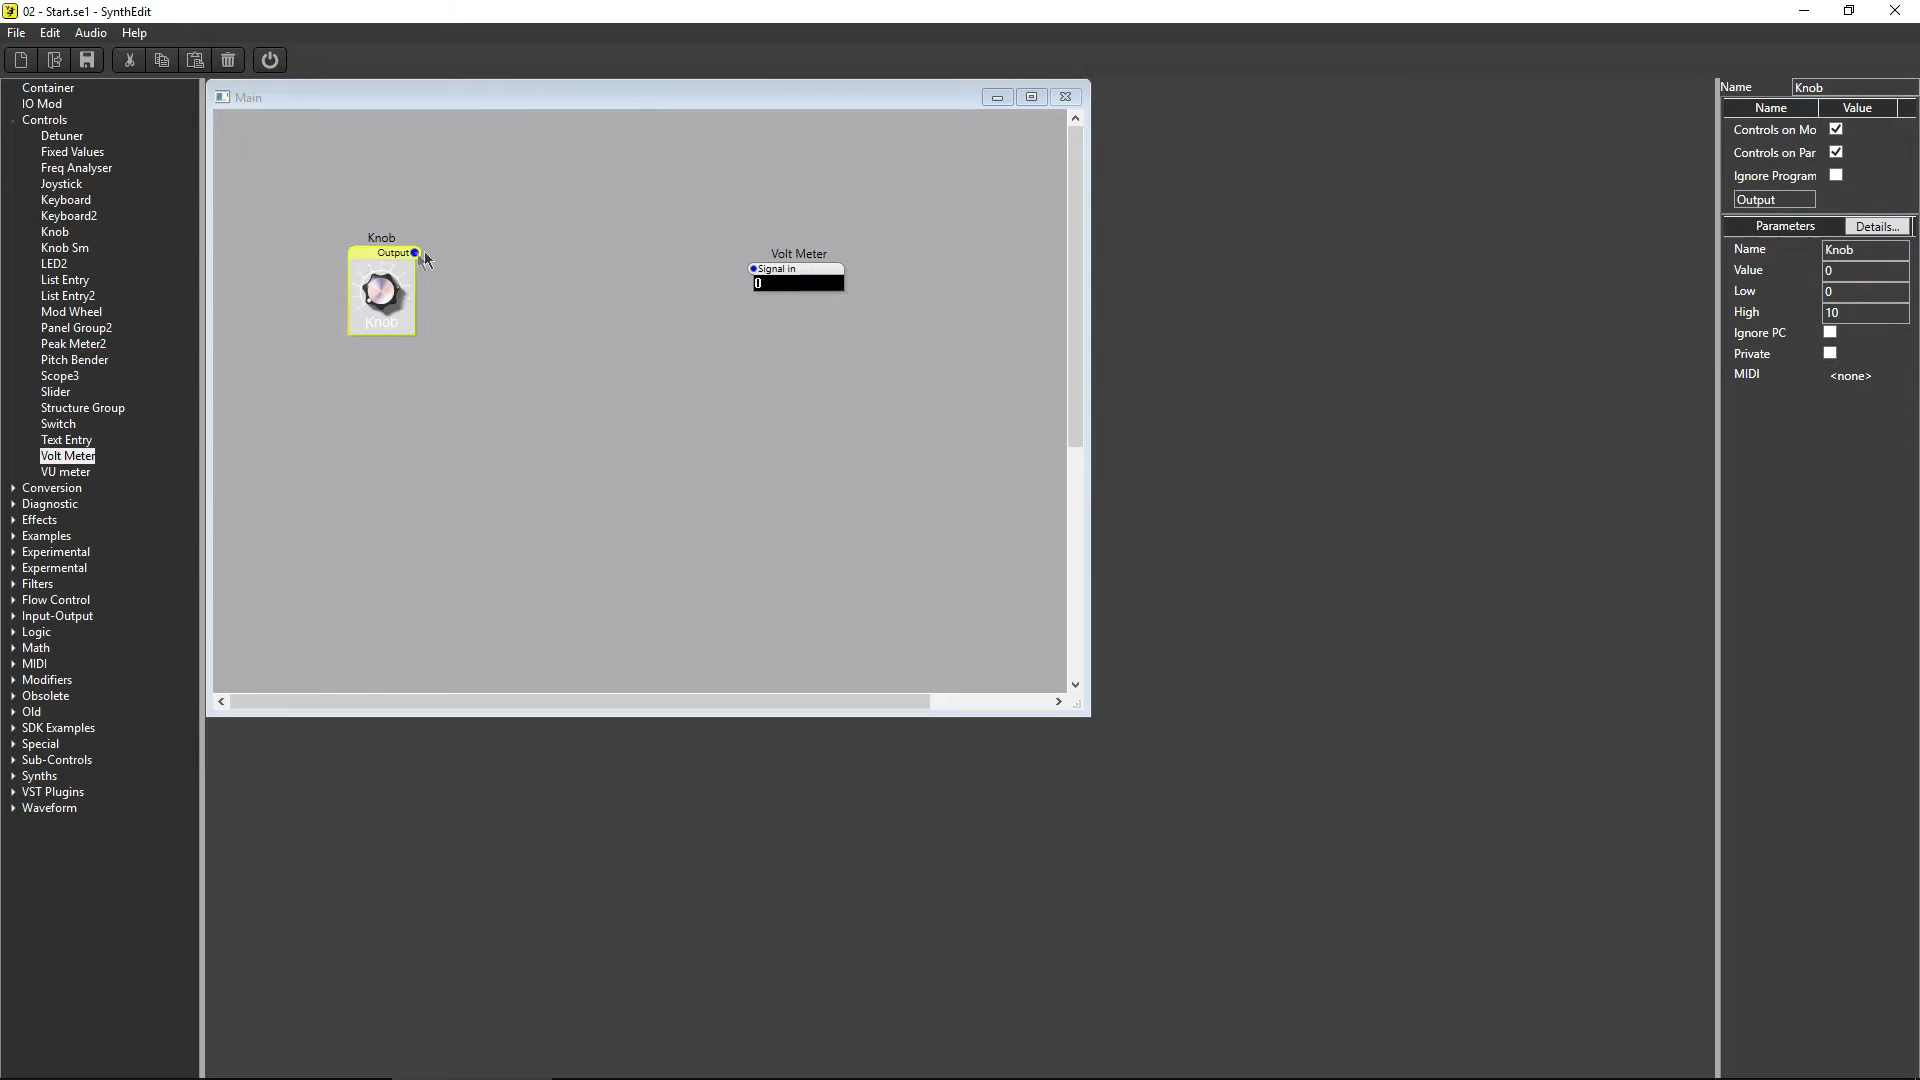 02 - Start.se1 - SynthEdit
File Edit Audio Help
Container
IO Mod
Controls
Detuner
Fixed Values
Freq Analyser
Joystick
Keyboard
Keyboard2
Knob
Knob Sm
LED2
List Entry
List Entry2
Mod Wheel
Panel Group2
Peak Meter2
Pitch Bender
Scope3
Slider
Structure Group
Switch
Text Entry
Volt Meter
VU meter
Conversion
Diagnostic
Effects
Examples
Experimental
Expermental
Filters
Flow Control
Input-Output
Logic
Math
MIDI
Modifiers
Obsolete
Old
SDK Examples
Special
Sub-Controls
Synths
VST Plugins
Waveform
Main
Knob
Output
Knob
Volt Meter
Signal in
0
Name Knob
Name Value
Controls on Mo
Controls on Par
Ignore Program
Output
Parameters Details...
Name Knob
Value 0
Low 0
High 10
Ignore PC
Private
MIDI <none>